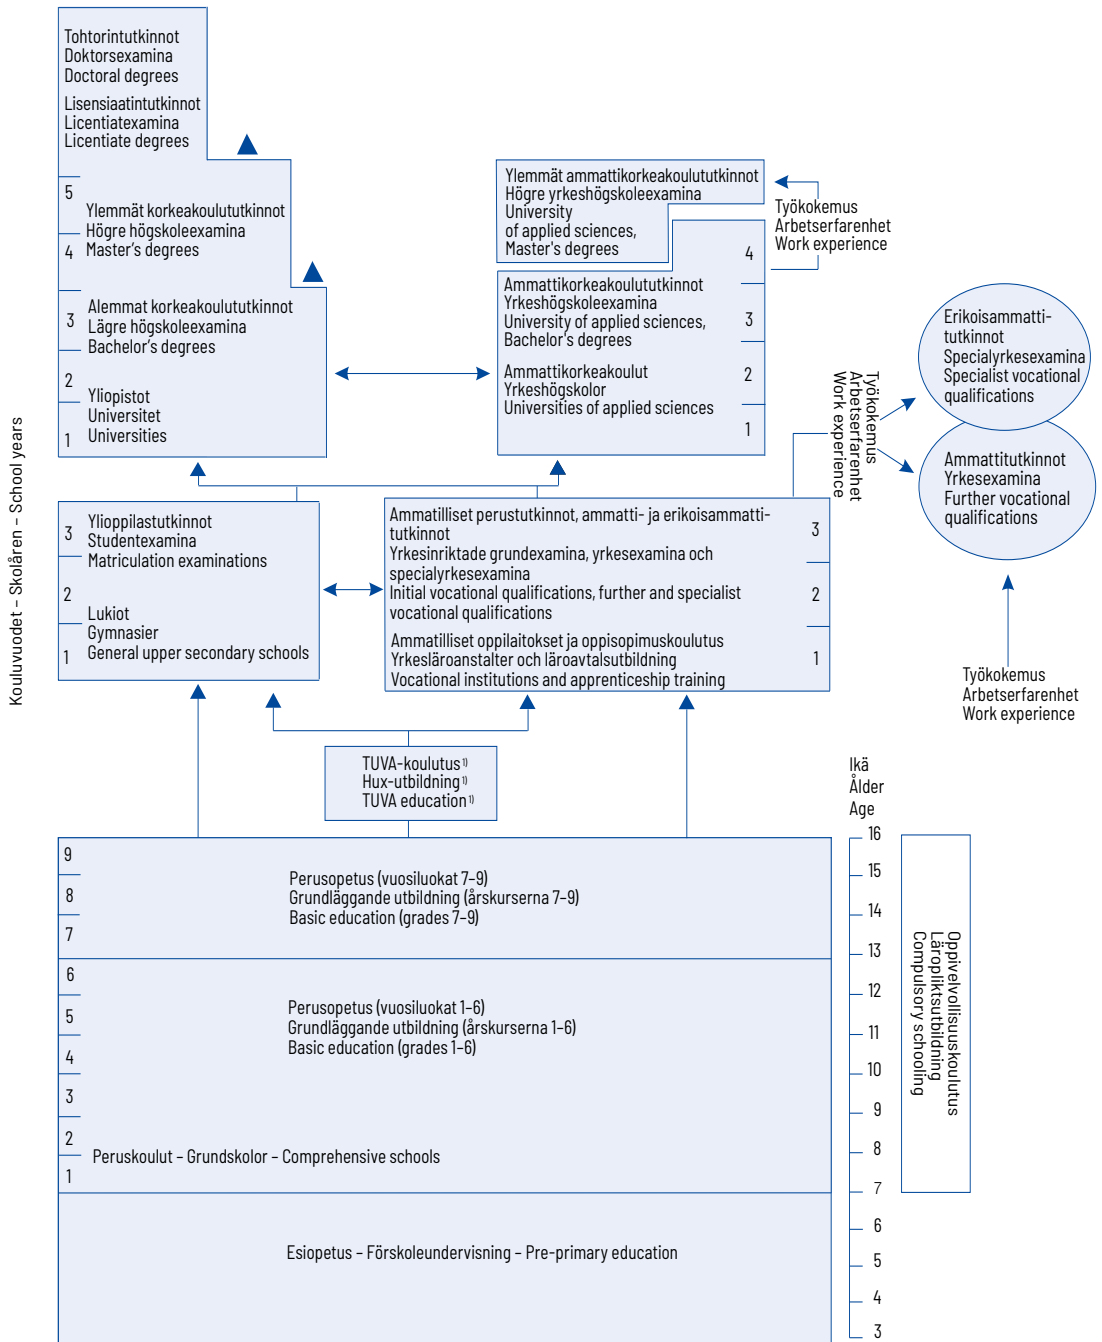 Tohtorintutkinnot
Doktorsexamina
Doctoral degrees
Lisensiaatintutkinnot
Licentiatexamina
Licentiate degrees
5
Ylemmät korkeakoulututkinnot
Högre högskoleexamina
4 Master's degrees
3 Alemmat korkeakoulututkinnot
Lägre högskoleexamina
Bachelor's degrees
2
Yliopistot
Universitet
1 Universities
Ylemmät ammattikorkeakoulututkinnot
Högre yrkeshögskoleexamina
University
of applied sciences,
Master's degrees
Työkokemus
Arbetserfarenhet
Work experience
4
Ammattikorkeakoulututkinnot
Yrkeshögskoleexamina
University of applied sciences, 3
Bachelor's degrees
Ammattikorkeakoulut 2
Yrkeshögskolor
Universities of applied sciences
1
Työkokemus
Arbetserfarenhet
Work experience
Erikoisammatti-
tutkinnot
Specialyrkesexamina
Specialist vocational
qualifications
Ammattitutkinnot
Yrkesexamina
Further vocational
qualifications
Työkokemus
Arbetserfarenhet
Work experience
Kouluvuodet – Skolåren – School years
3 Ylioppilastutkinnot
Studentexamina
Matriculation examinations
2
Lukiot
Gymnasier
1 General upper secondary schools
Ammatilliset perustutkinnot, ammatti- ja erikoisammatti-
tutkinnot 3
Yrkesinriktade grundexamina, yrkesexamina och
specialyrkesexamina
Initial vocational qualifications, further and specialist 2
vocational qualifications
Ammatilliset oppilaitokset ja oppisopimuskoulutus
Yrkesläroanstalter och läroavtalsutbildning 1
Vocational institutions and apprenticeship training
TUVA-koulutus 1)
Hux-utbildning 1)
TUVA education 1)
9
8
7
Perusopetus (vuosiluokat 7–9)
Grundläggande utbildning (årskurserna 7–9)
Basic education (grades 7–9)
6
5
4
3
2
1
Perusopetus (vuosiluokat 1–6)
Grundläggande utbildning (årskurserna 1–6)
Basic education (grades 1–6)
Peruskoulut – Grundskolor – Comprehensive schools
Esiopetus – Förskoleundervisning – Pre-primary education
Ikä
Ålder
Age
16
15
14
13
12
11
10
9
8
7
6
5
4
3
Oppivelvollisuuskoulutus
Läropliktsutbildning
Compulsory schooling